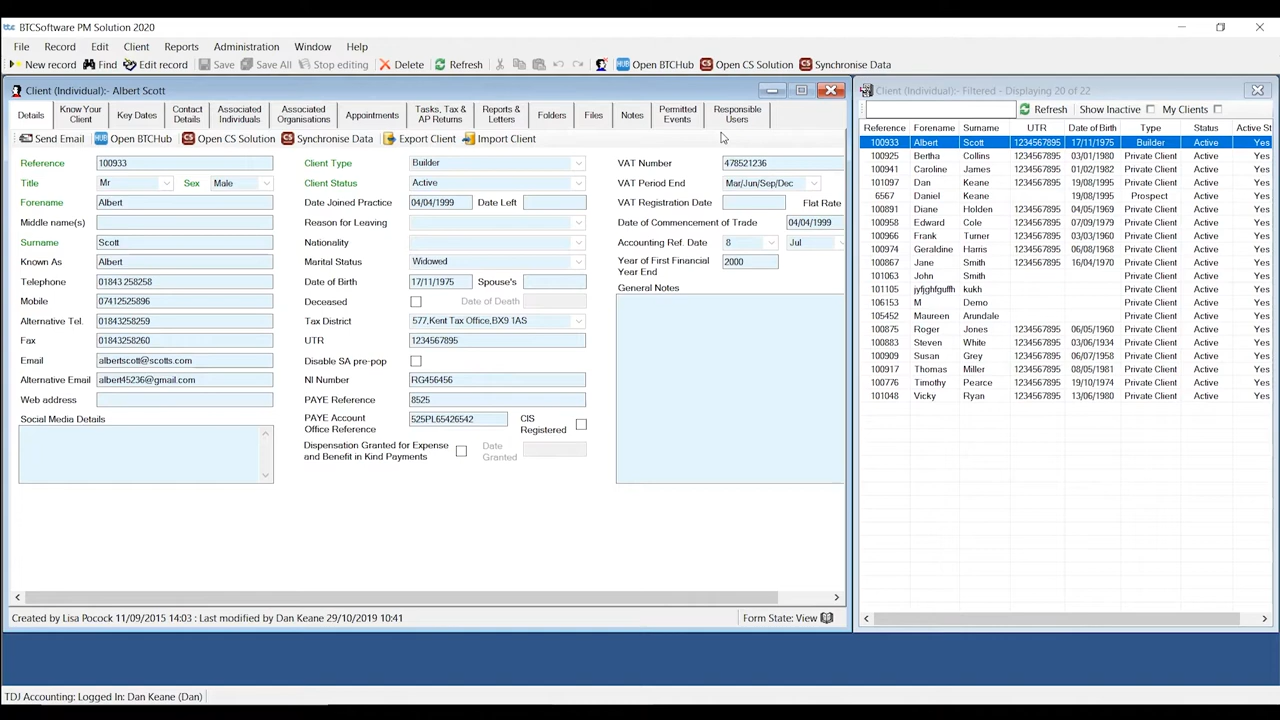 btc BTCSoftware PM Solution 2020
File Record Edit Client Reports Administration Window Help
New record Find Edit record Save Save All Stop editing Delete Refresh HUB Open BTCHub CS Open CS Solution CS Synchronise Data
Client (Individual):- Albert Scott
Details Know Your Client Key Dates Contact Details Associated Individuals Associated Organisations Appointments Tasks, Tax & AP Returns Reports & Letters Folders Files Notes Permitted Events Responsible Users
Send Email HUB Open BTCHub CS Open CS Solution CS Synchronise Data Export Client Import Client
Reference 100933
Title Mr Sex Male
Forename Albert
Middle name(s)
Surname Scott
Known As Albert
Telephone 01843 258258
Mobile 07412525896
Alternative Tel. 01843258259
Fax 01843258260
Email albertscott@scotts.com
Alternative Email albert45236@gmail.com
Web address
Social Media Details
Client Type Builder
Client Status Active
Date Joined Practice 04/04/1999 Date Left
Reason for Leaving
Nationality
Marital Status Widowed
Date of Birth 17/11/1975 Spouse's
Deceased Date of Death
Tax District 577,Kent Tax Office,BX9 1AS
UTR 1234567895
Disable SA pre-pop
NI Number RG456456
PAYE Reference 8525
PAYE Account Office Reference 525PL65426542 CIS Registered
Dispensation Granted for Expense and Benefit in Kind Payments Date Granted
VAT Number 478521236
VAT Period End Mar/Jun/Sep/Dec
VAT Registration Date Flat Rate
Date of Commencement of Trade 04/04/1999
Accounting Ref. Date 8 Jul
Year of First Financial Year End 2000
General Notes
Created by Lisa Pocock 11/09/2015 14:03 : Last modified by Dan Keane 29/10/2019 10:41 Form State: View
Client (Individual):- Filtered - Displaying 20 of 22
Refresh Show Inactive My Clients
Reference Forename Surname UTR Date of Birth Type Status Active St
100933 Albert Scott 1234567895 17/11/1975 Builder Active Yes
100925 Bertha Collins 1234567895 03/01/1980 Private Client Active Yes
100941 Caroline James 1234567895 01/02/1982 Private Client Active Yes
101097 Dan Keane 1234567895 19/08/1995 Private Client Active Yes
6567 Daniel Keane 19/08/1995 Prospect Active Yes
100891 Diane Holden 1234567895 04/05/1969 Private Client Active Yes
100958 Edward Cole 1234567895 07/09/1979 Private Client Active Yes
100966 Frank Turner 1234567895 03/03/1960 Private Client Active Yes
100974 Geraldine Harris 1234567895 06/08/1968 Private Client Active Yes
100867 Jane Smith 1234567895 16/04/1970 Private Client Active Yes
101063 John Smith Private Client Active Yes
101105 jyfjghfguffh kukh Private Client Active Yes
106153 M Demo Private Client Active Yes
105452 Maureen Arundale Private Client Active Yes
100875 Roger Jones 1234567895 06/05/1960 Private Client Active Yes
100883 Steven White 1234567895 03/06/1934 Private Client Active Yes
100909 Susan Grey 1234567895 06/07/1958 Private Client Active Yes
100917 Thomas Miller 1234567895 08/05/1981 Private Client Active Yes
100776 Timothy Pearce 1234567895 19/10/1974 Private Client Active Yes
101048 Vicky Ryan 1234567895 13/06/1980 Private Client Active Yes
TDJ Accounting: Logged In: Dan Keane (Dan)